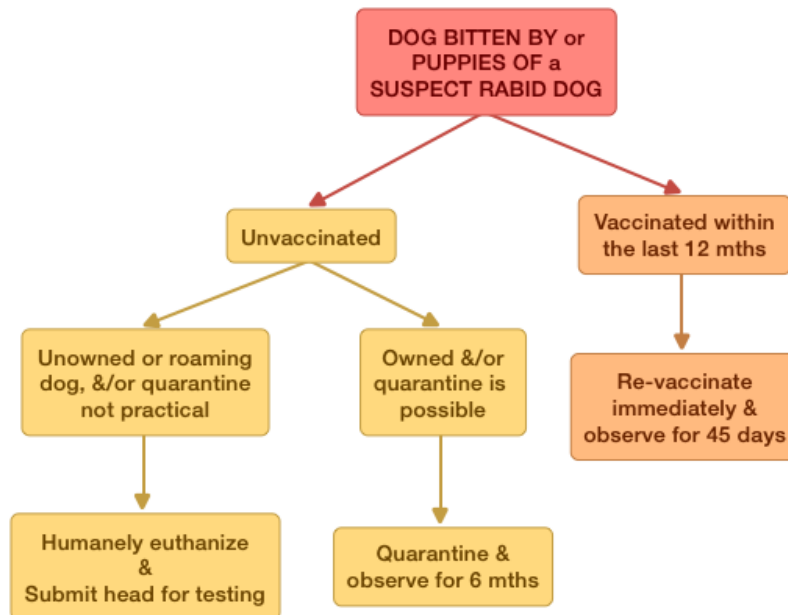 DOG BITTEN BY or
PUPPIES OF a
SUSPECT RABID DOG
Unvaccinated
Vaccinated within
the last 12 mths
Unowned or roaming
dog, &/or quarantine
not practical
Owned &/or
quarantine is
possible
Re-vaccinate
immediately &
observe for 45 days
Humanely euthanize
&
Submit head for testing
Quarantine &
observe for 6 mths